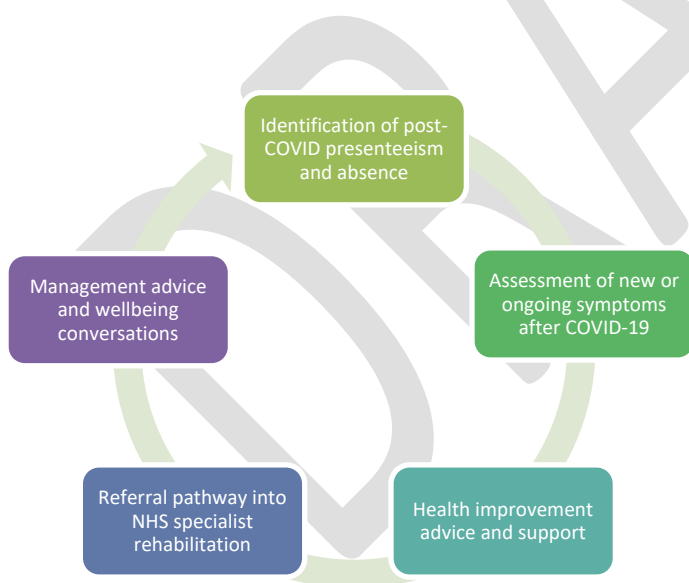 Identification of post-
COVID presenteeism
and absence
Assessment of new or
ongoing symptoms
after COVID-19
Health improvement
advice and support
Referral pathway into
NHS specialist
rehabilitation
Management advice
and wellbeing
conversations